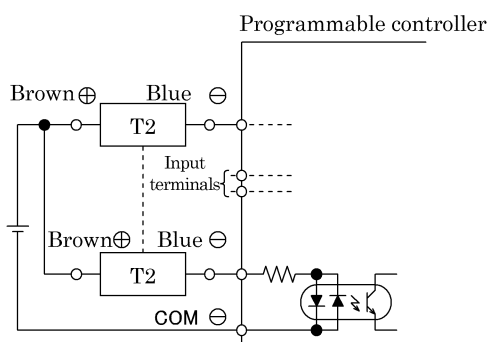 Programmable controller
Brown ⊕ Blue ⊖
T2
Input
terminals
Brown ⊕ Blue ⊖
T2
COM ⊖